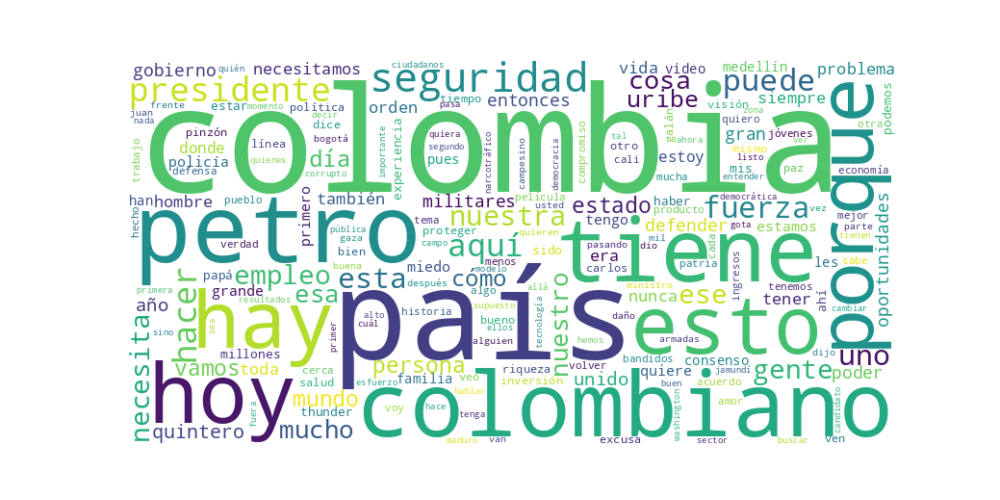 gobierno quién necesitamos ciudadanos seguridad cosa vida video medellín problema
presidente puede
frente estar momento política orden tiempo entonces uribe visión siempre
juan nada decir dice pasa quiero podemos
colombia
trabajo pinzón bogotá línea experiencia quiera usted tal galán gran jóvenes otra
donde día importante pues segundo narcotráfico campesino democracia otro cali compromiso ahora estoy mismo listo ver economía
policía defensa quienes corrupto mucha mis entender paz porque
han hombre pueblo también militares película estado haber fuerza democrática vez mejor
petro primero tema nuestra quieren tengo producto estamos parte
hecho pública proteger defender mil gota tienen
verdad gaza campo aquí sido pasando dio cada tiene les sabe
bien miedo menos era patria
hacer papá buena esta después modelo allá carlos tenemos ahí cambiar oportunidades
empleo cómo algo nuestro nunca ese tener ingresos
año grande esa resultados supuesto ministro daño
primera hay alto historia bueno tecnología esto
necesita sino sea cuál país ellos hemos armadas dijo uno
millones primer alguien
vamos toda cerca persona riqueza volver bandidos consenso jamundí gente
salud esfuerzo familia veo inversión unido quiere buen acuerdo poder
hoy mundo hablar
fuera thunder voy hace tenga colombiano washington amor candidato
quintero mucho maduro van excusa sector buscar ven